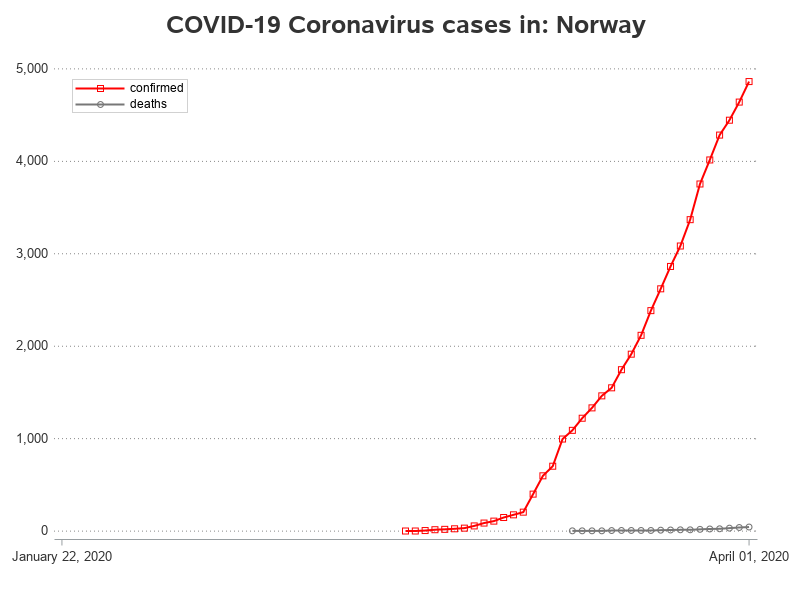 COVID-19 Coronavirus cases in: Norway
5,000
confirmed
deaths
4,000
3,000
2,000
1,000
0
January 22, 2020
April 01, 2020